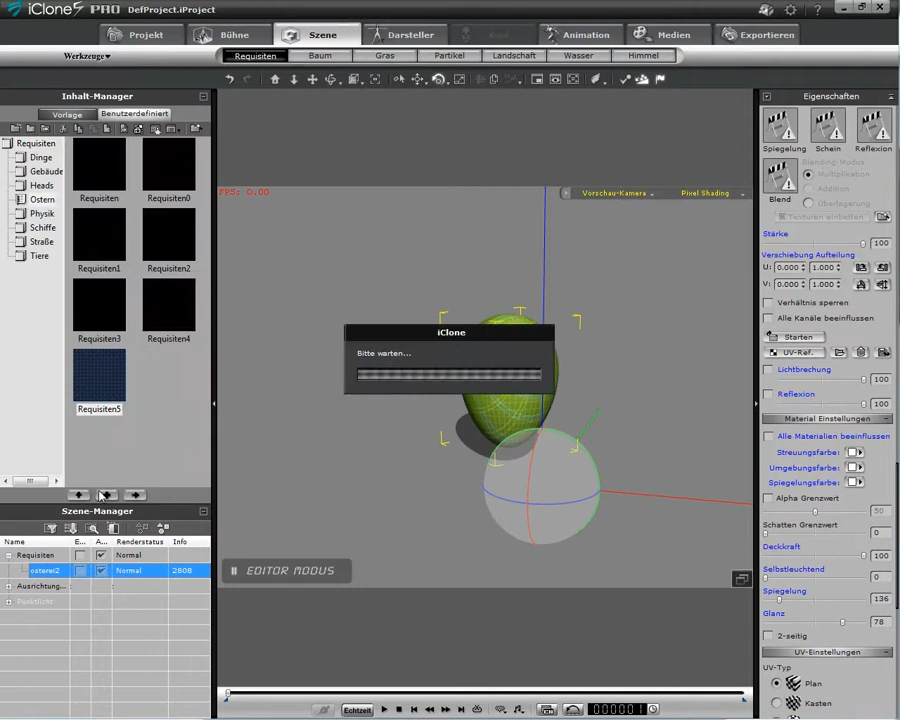 iClone5 PRO DefProject.iProject
Projekt Bühne Szene Darsteller Kopf Animation Medien Exportieren
Werkzeuge Requisiten Baum Gras Partikel Landschaft Wasser Himmel
Inhalt-Manager
Vorlage Benutzerdefiniert
Requisiten
Dinge
Gebäude
Heads
Ostern
Physik
Schiffe
Straße
Tiere
Requisiten Requisiten0
Requisiten1 Requisiten2
Requisiten3 Requisiten4
Requisiten5
Szene-Manager
Name E... A... Renderstatus Info
Requisiten Normal
osterei2 Normal 2808
Ausrichtung...
Punktlicht
FPS: 0.00
Vorschau-Kamera Pixel Shading
iClone
Bitte warten...
EDITOR MODUS
Echtzeit 000001
Eigenschaften
Spiegelung Schein Reflexion
Blend
Blending-Modus
Multiplikation
Addition
Überlagerung
Texturen einbetten
Stärke
100
Verschiebung Aufteilung
U: 0.000 1.000
V: 0.000 1.000
Verhältnis sperren
Alle Kanäle beeinflussen
Starten
UV-Ref.
Lichtbrechung
100
Reflexion
100
Material Einstellungen
Alle Materialien beeinflussen
Streuungsfarbe:
Umgebungsfarbe:
Spiegelungsfarbe:
Alpha Grenzwert
50
Schatten Grenzwert
0
Deckkraft
100
Selbstleuchtend
0
Spiegelung
136
Glanz
78
2-seitig
UV-Einstellungen
UV-Typ
Plan
Kasten